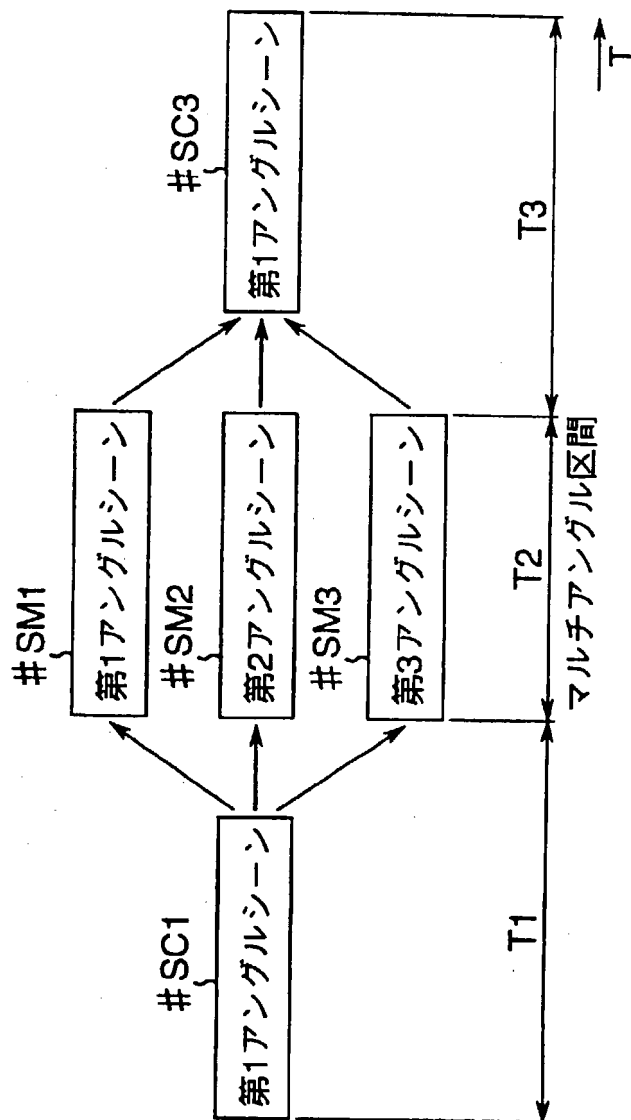 #SC1
第1アングルシーン
#SM1
第1アングルシーン
#SM2
第2アングルシーン
#SM3
第3アングルシーン
#SC3
第1アングルシーン
T1
T2
T3
マルチアングル区間
T